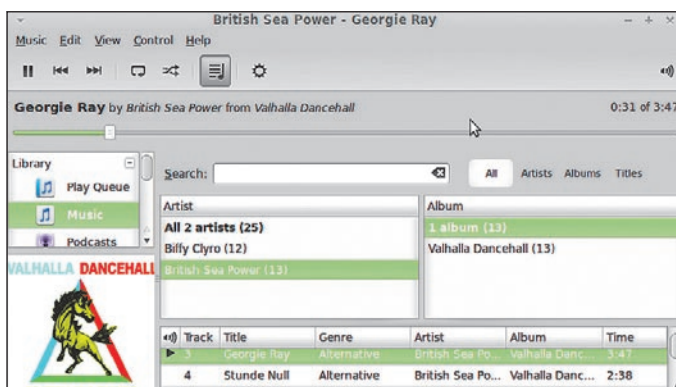 British Sea Power - Georgie Ray
Music Edit View Control Help
Georgie Ray by British Sea Power from Valhalla Dancehall 0:31 of 3:47
Library
Play Queue
Music
Podcasts
Search: All Artists Albums Titles
Artist
All 2 artists (25)
Biffy Clyro (12)
British Sea Power (13)
Album
1 album (13)
Valhalla Dancehall (13)
VALHALLA DANCEHALL
Track Title Genre Artist Album Time
3 Georgie Ray Alternative British Sea Po... Valhalla Danc... 3:47
4 Stunde Null Alternative British Sea Po... Valhalla Danc... 2:38